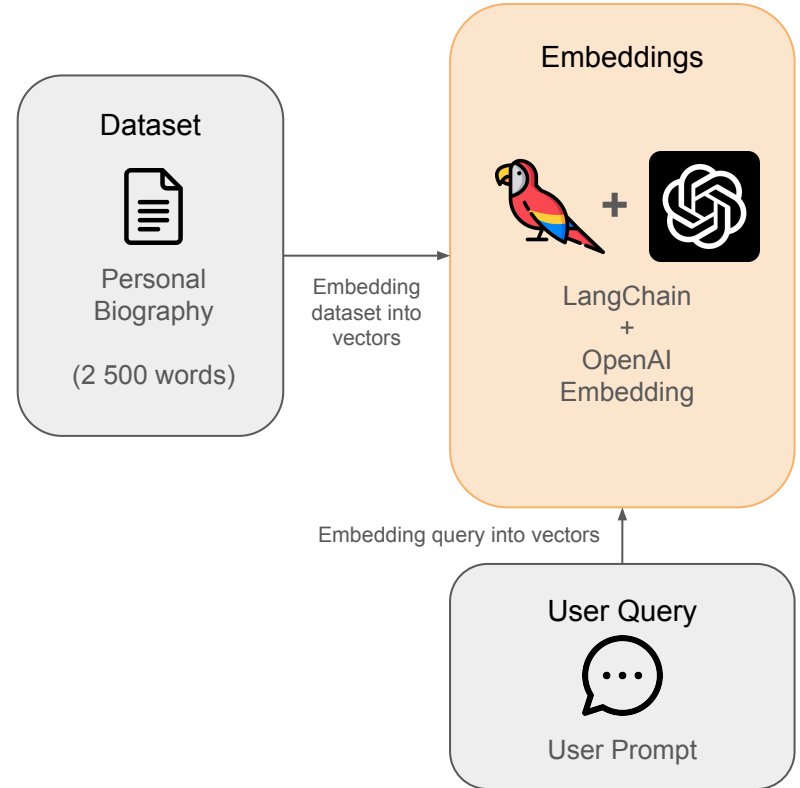 Dataset
Personal
Biography
(2 500 words)
Embedding
dataset into
vectors
Embeddings
+
LangChain
+
OpenAI
Embedding
Embedding query into vectors
User Query
User Prompt